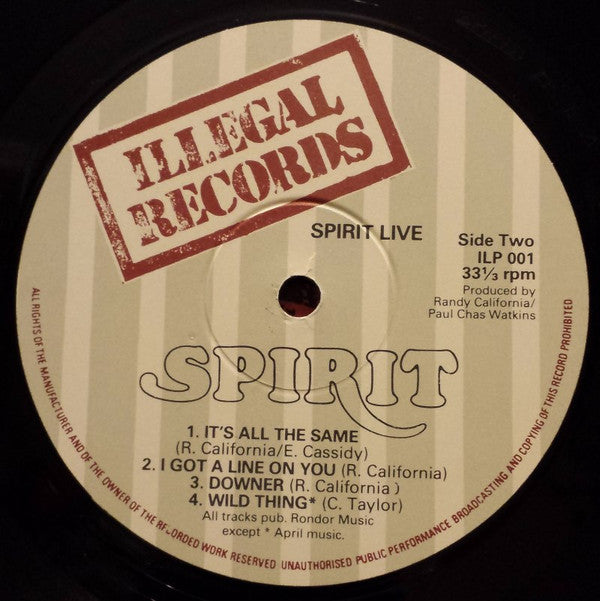 ILLEGAL
RECORDS
SPIRIT LIVE
Side Two
ILP 001
33⅓ rpm
Produced by
Randy California/
Paul Chas Watkins
SPIRIT
1. IT'S ALL THE SAME
(R. California/E. Cassidy)
2. I GOT A LINE ON YOU (R. California)
3. DOWNER (R. California )
4. WILD THING* (C. Taylor)
All tracks pub. Rondor Music
except * April music.
ALL RIGHTS OF THE MANUFACTURER AND OF THE OWNER OF THE RECORDED WORK RESERVED UNAUTHORISED PUBLIC PERFORMANCE BROADCASTING AND COPYING OF THIS RECORD PROHIBITED